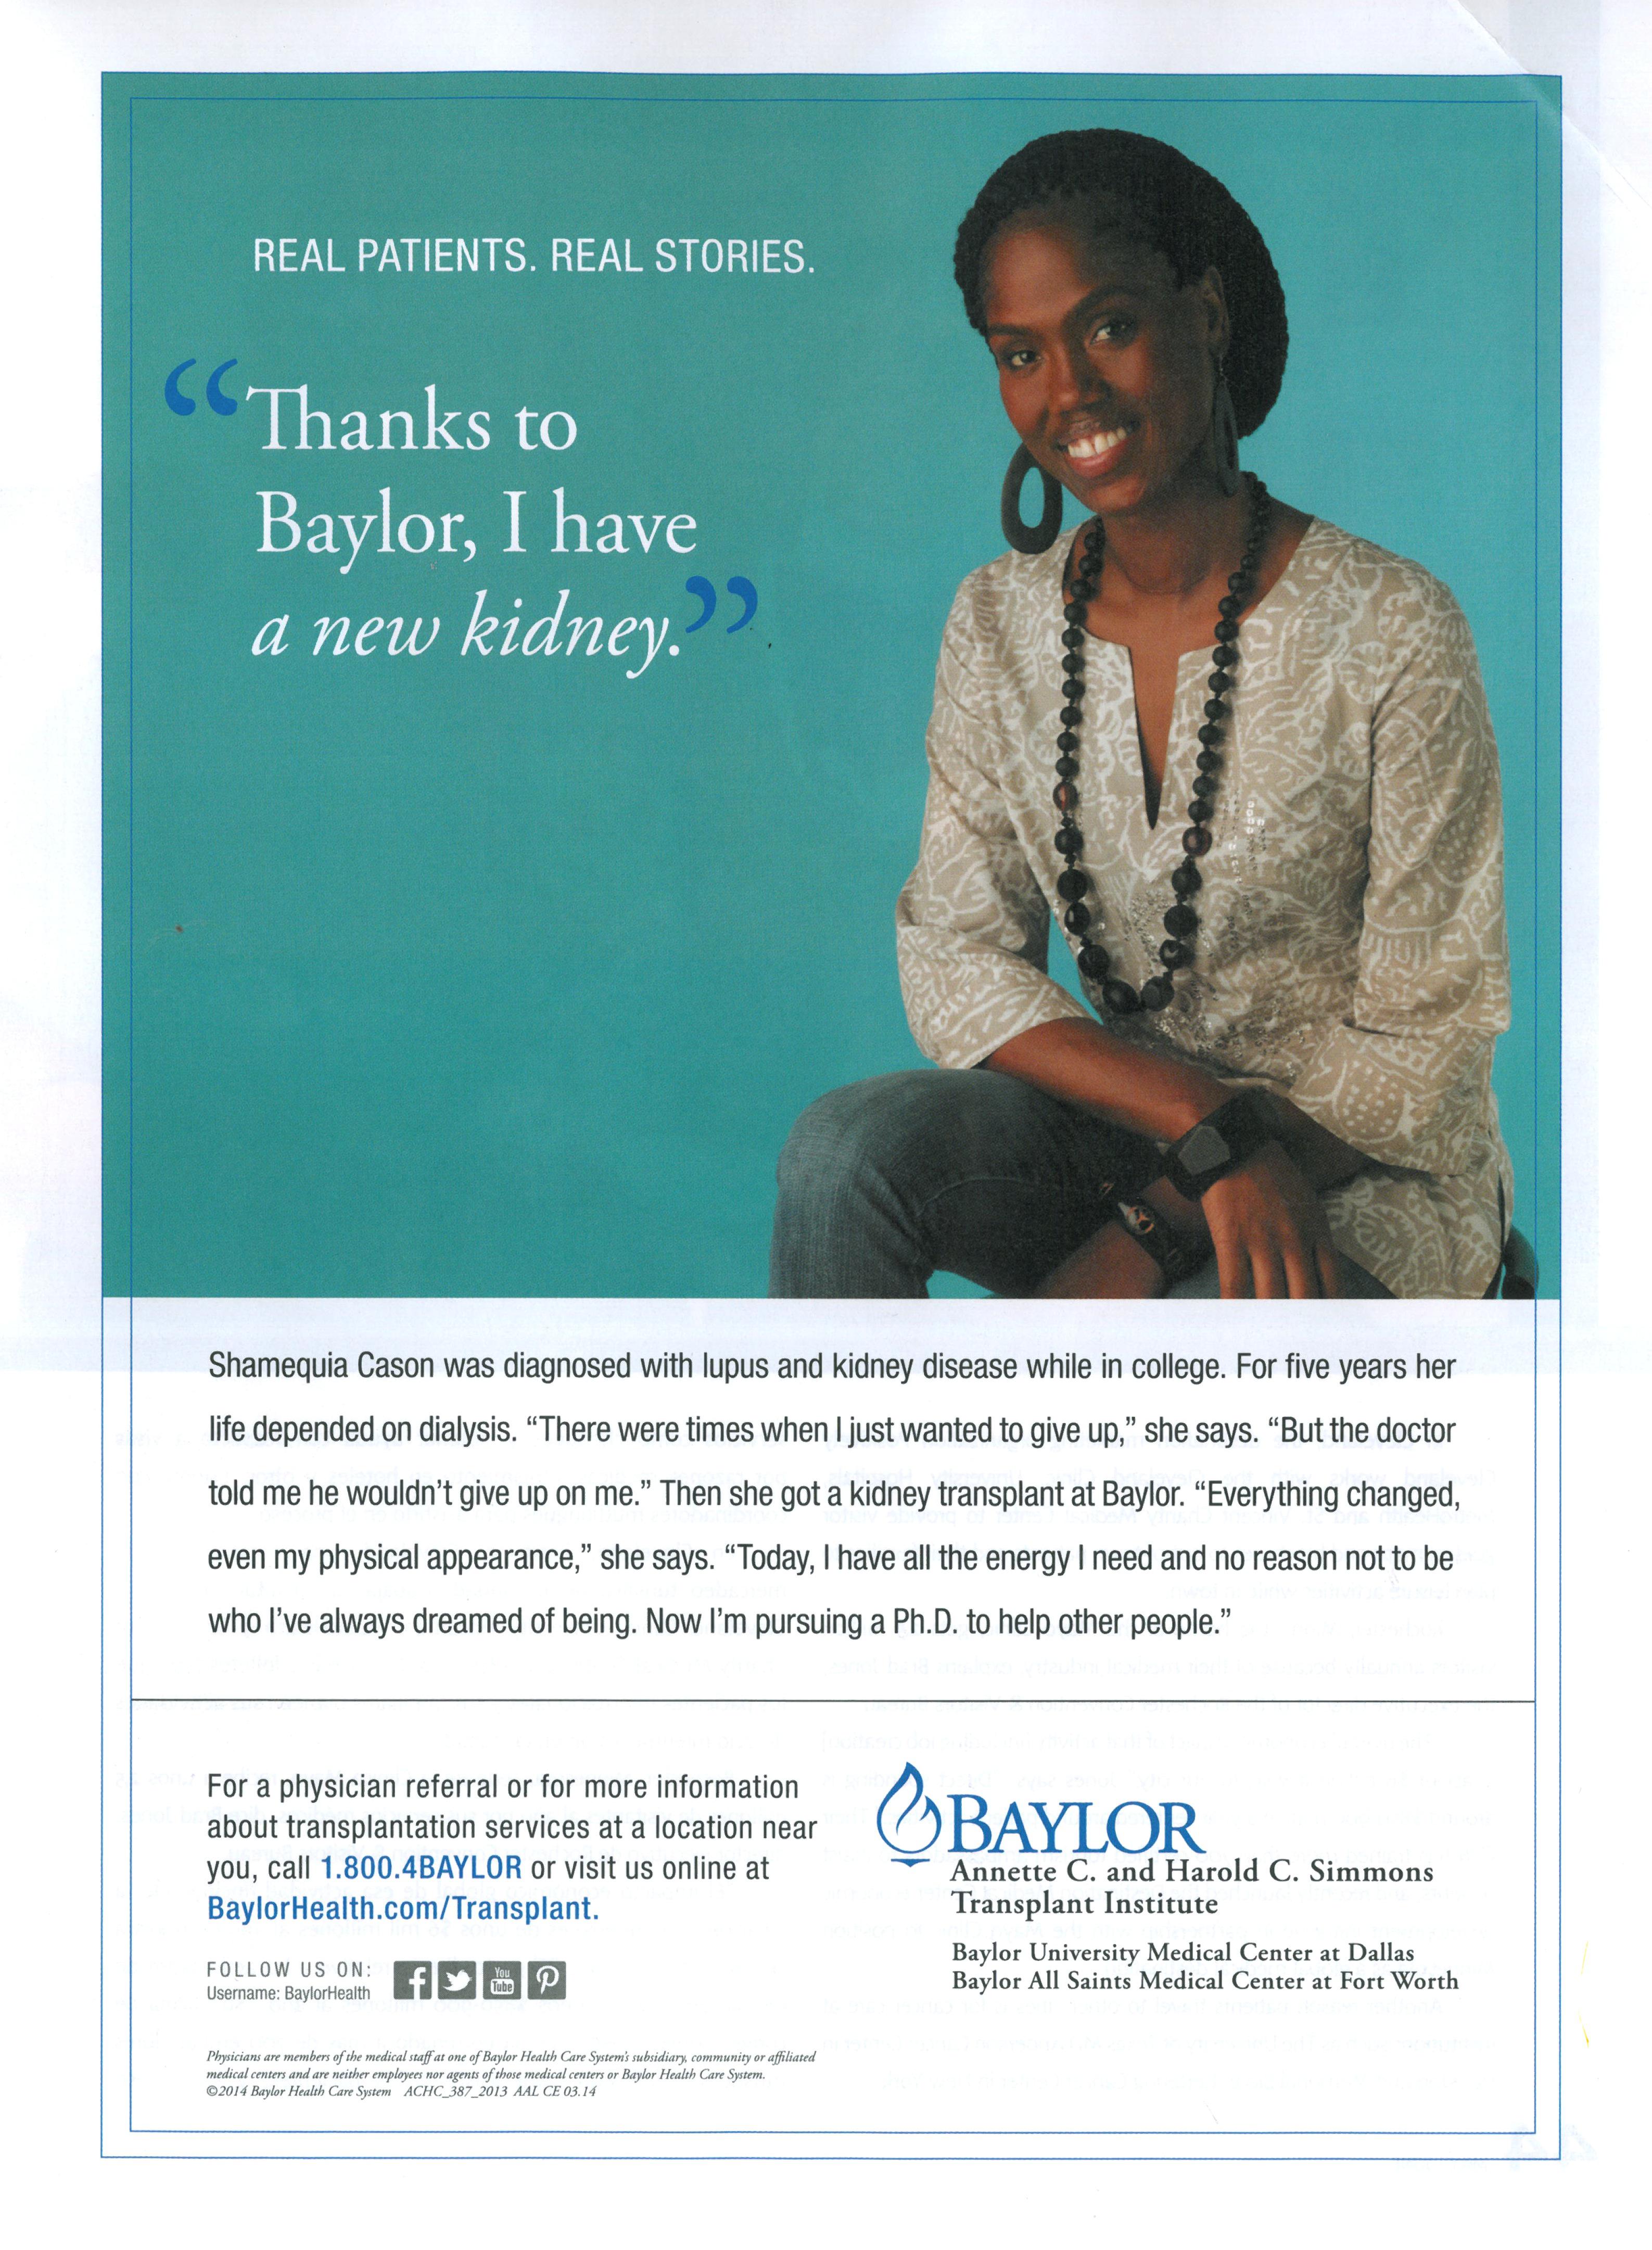 REAL PATIENTS. REAL STORIES.
“Thanks to
Baylor, I have
a new kidney.”
Shamequia Cason was diagnosed with lupus and kidney disease while in college. For five years her
life depended on dialysis. “There were times when I just wanted to give up,” she says. “But the doctor
told me he wouldn’t give up on me.” Then she got a kidney transplant at Baylor. “Everything changed,
even my physical appearance,” she says. “Today, I have all the energy I need and no reason not to be
who I’ve always dreamed of being. Now I’m pursuing a Ph.D. to help other people.”
For a physician referral or for more information
about transplantation services at a location near
you, call 1.800.4BAYLOR or visit us online at
BaylorHealth.com/Transplant.
FOLLOW US ON:
Username: BaylorHealth
You
Tube
Physicians are members of the medical staff at one of Baylor Health Care System’s subsidiary, community or affiliated
medical centers and are neither employees nor agents of those medical centers or Baylor Health Care System.
©2014 Baylor Health Care System ACHC_387_2013 AAL CE 03.14
BAYLOR
Annette C. and Harold C. Simmons
Transplant Institute
Baylor University Medical Center at Dallas
Baylor All Saints Medical Center at Fort Worth